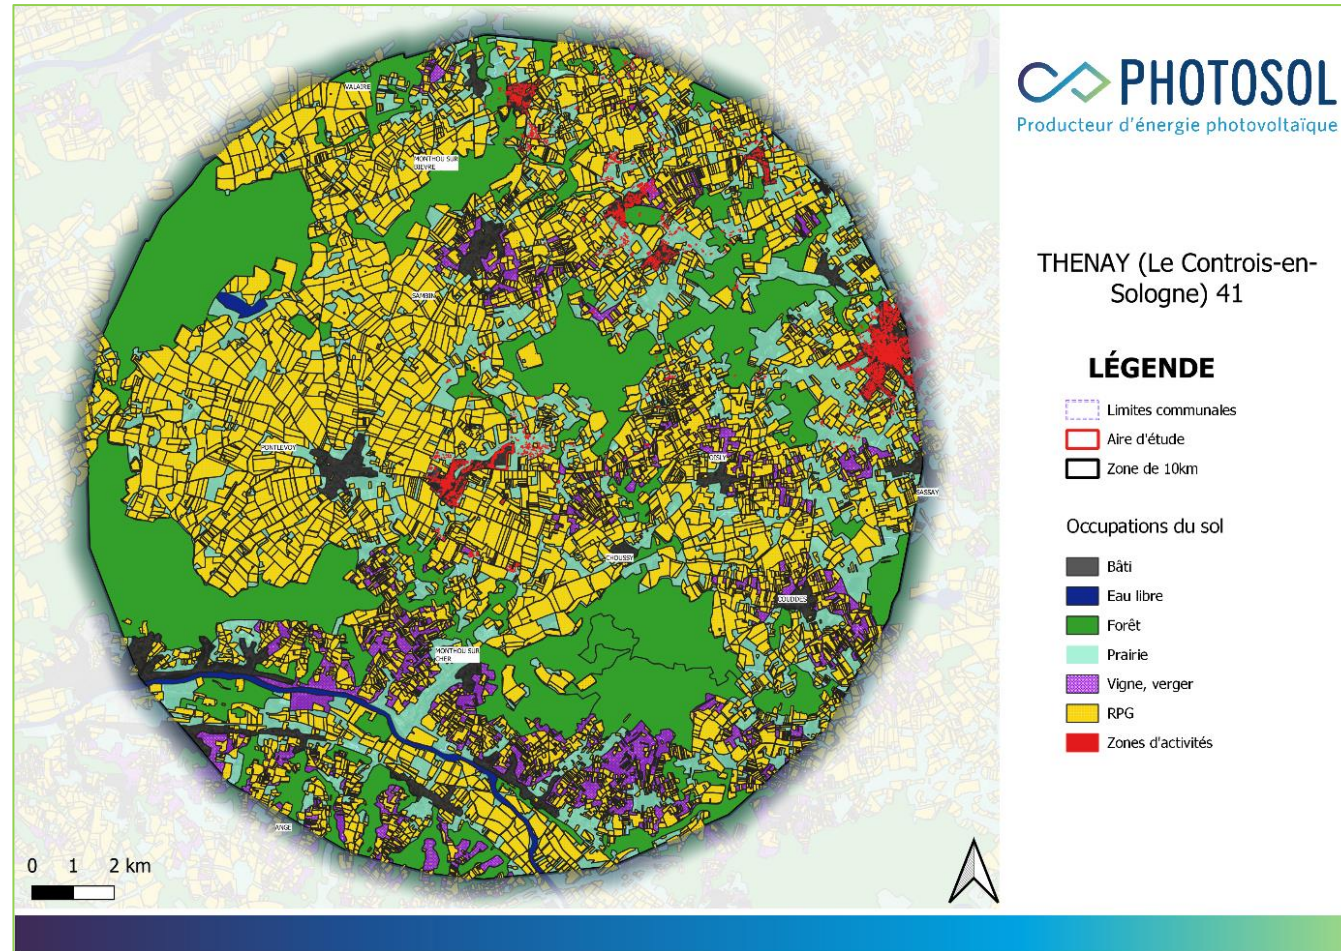 PHOTOSOL
Producteur d'énergie photovoltaïque
THENAY (Le Controis-en-
Sologne) 41
LÉGENDE
Limites communales
Aire d'étude
Zone de 10km
Occupations du sol
Bâti
Eau libre
Forêt
Prairie
Vigne, verger
RPG
Zones d'activités
VALAIRE
MONTHOU SUR
BIEVRE
SAMBIN
PONTLEVOY
OISLY
SASSAY
CHOUSSY
COUDDES
MONTHOU SUR
CHER
ANGE
0 1 2 km